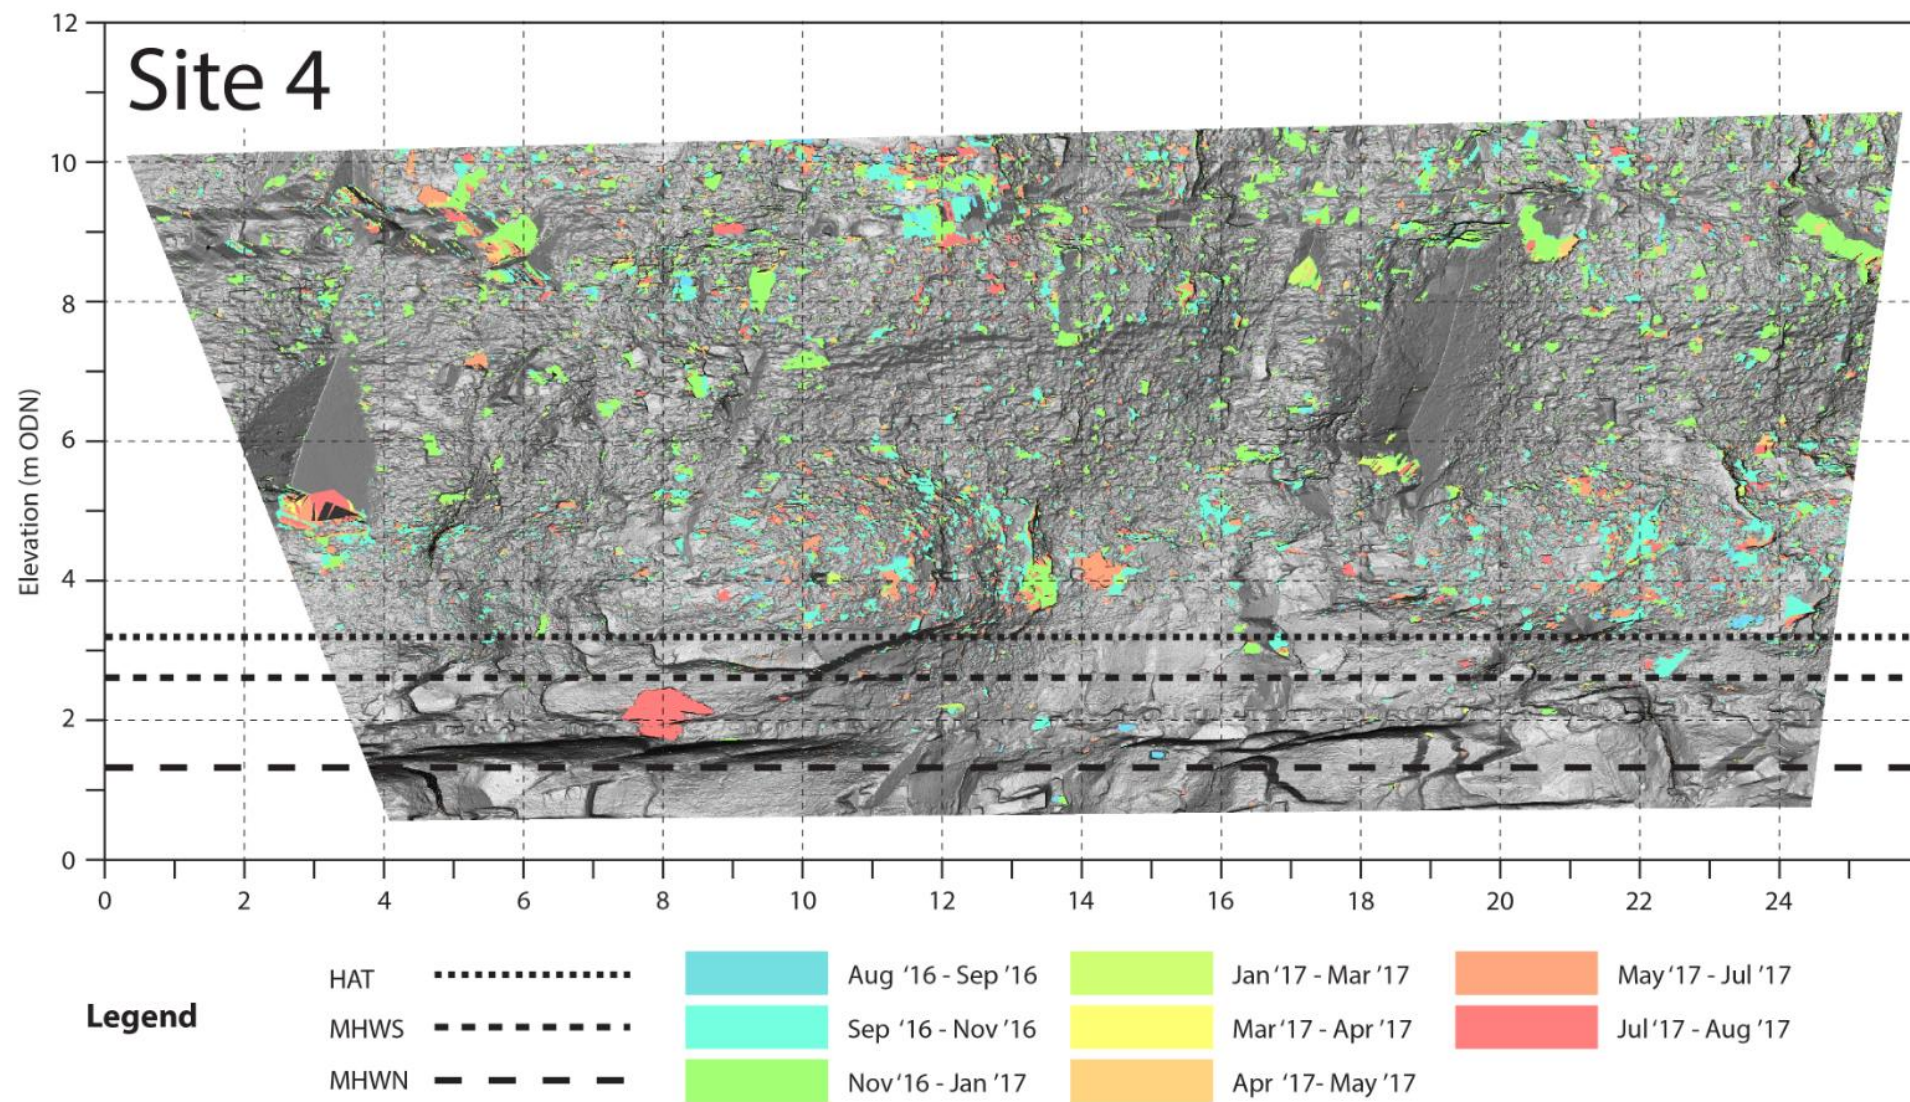 12
Site 4
10
8
6
4
2
0
Elevation (m ODN)
0 2 4 6 8 10 12 14 16 18 20 22 24
Legend
HAT
MHWS
MHWN
Aug ‘16 - Sep ’16
Sep ‘16 - Nov ’16
Nov ‘16 - Jan ’17
Jan ‘17 - Mar ’17
Mar ‘17 - Apr ’17
Apr ‘17- May ’17
May ‘17 - Jul ’17
Jul ‘17 - Aug ’17